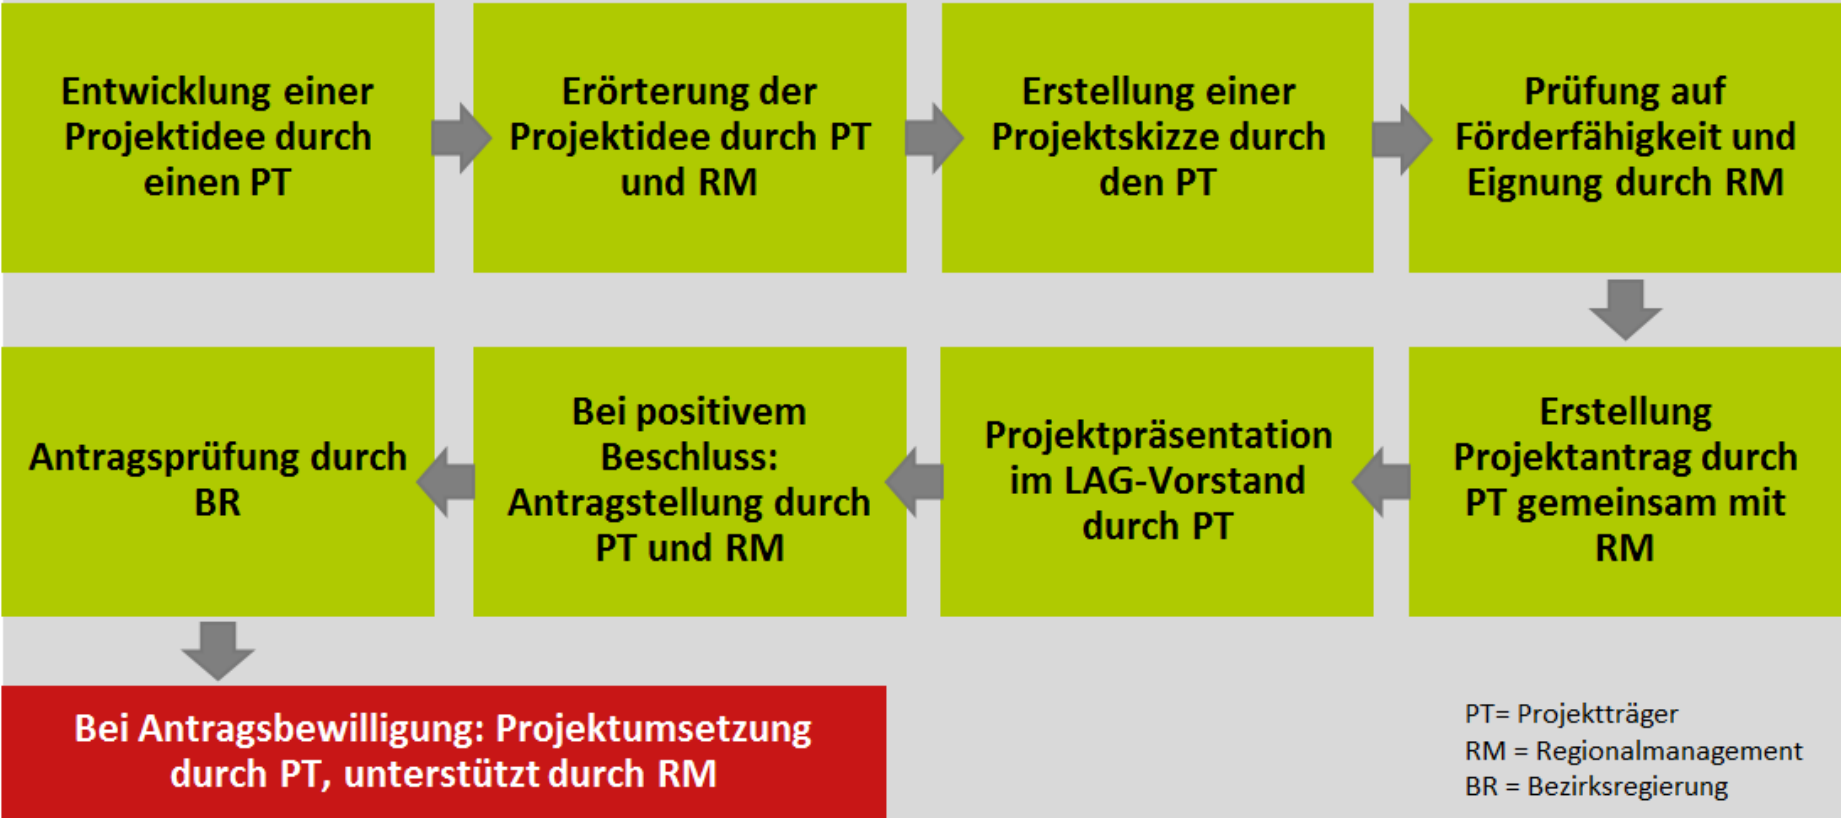 Entwicklung einer
Projektidee durch
einen PT
Erörterung der
Projektidee durch PT
und RM
Erstellung einer
Projektskizze durch
den PT
Prüfung auf
Förderfähigkeit und
Eignung durch RM
Erstellung
Projektantrag durch
PT gemeinsam mit
RM
Projektpräsentation
im LAG-Vorstand
durch PT
Bei positivem
Beschluss:
Antragstellung durch
PT und RM
Antragsprüfung durch
BR
Bei Antragsbewilligung: Projektumsetzung
durch PT, unterstützt durch RM
PT= Projektträger
RM = Regionalmanagement
BR = Bezirksregierung